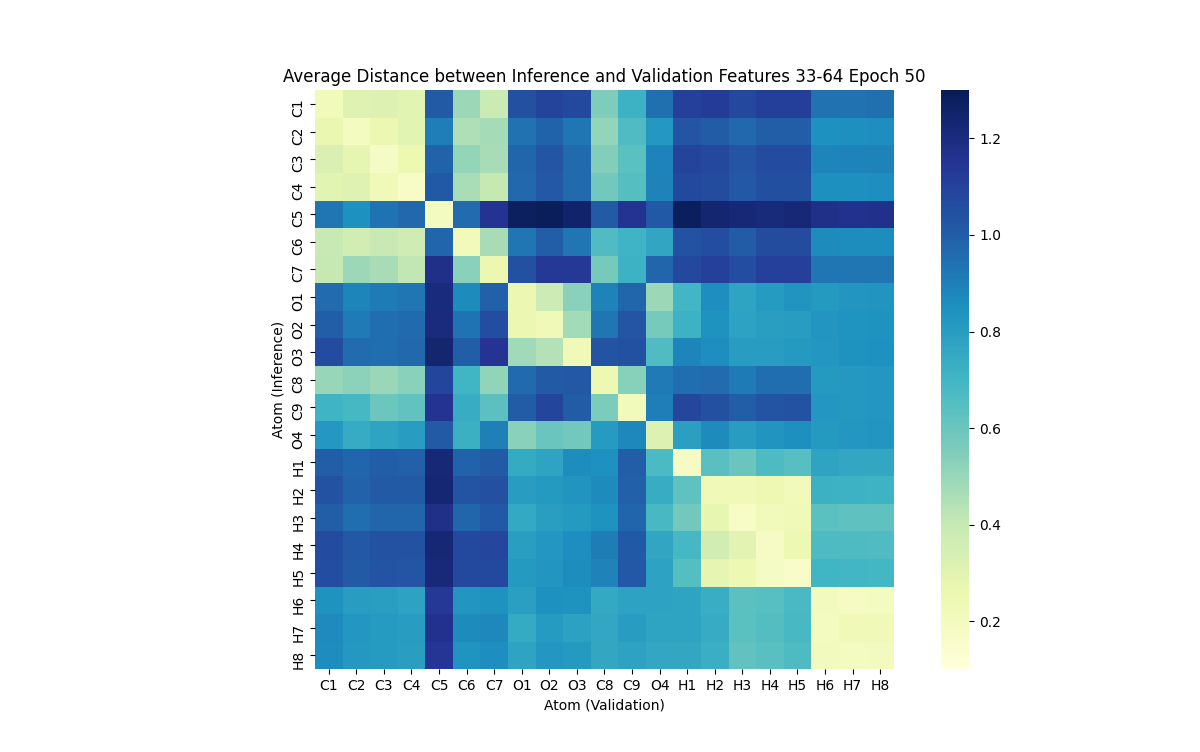 Average Distance between Inference and Validation Features 33-64 Epoch 50
Atom (Inference)
C1
C2
C3
C4
C5
C6
C7
O1
O2
O3
C8
C9
O4
H1
H2
H3
H4
H5
H6
H7
H8
C1 C2 C3 C4 C5 C6 C7 O1 O2 O3 C8 C9 O4 H1 H2 H3 H4 H5 H6 H7 H8
Atom (Validation)
1.2
1.0
0.8
0.6
0.4
0.2